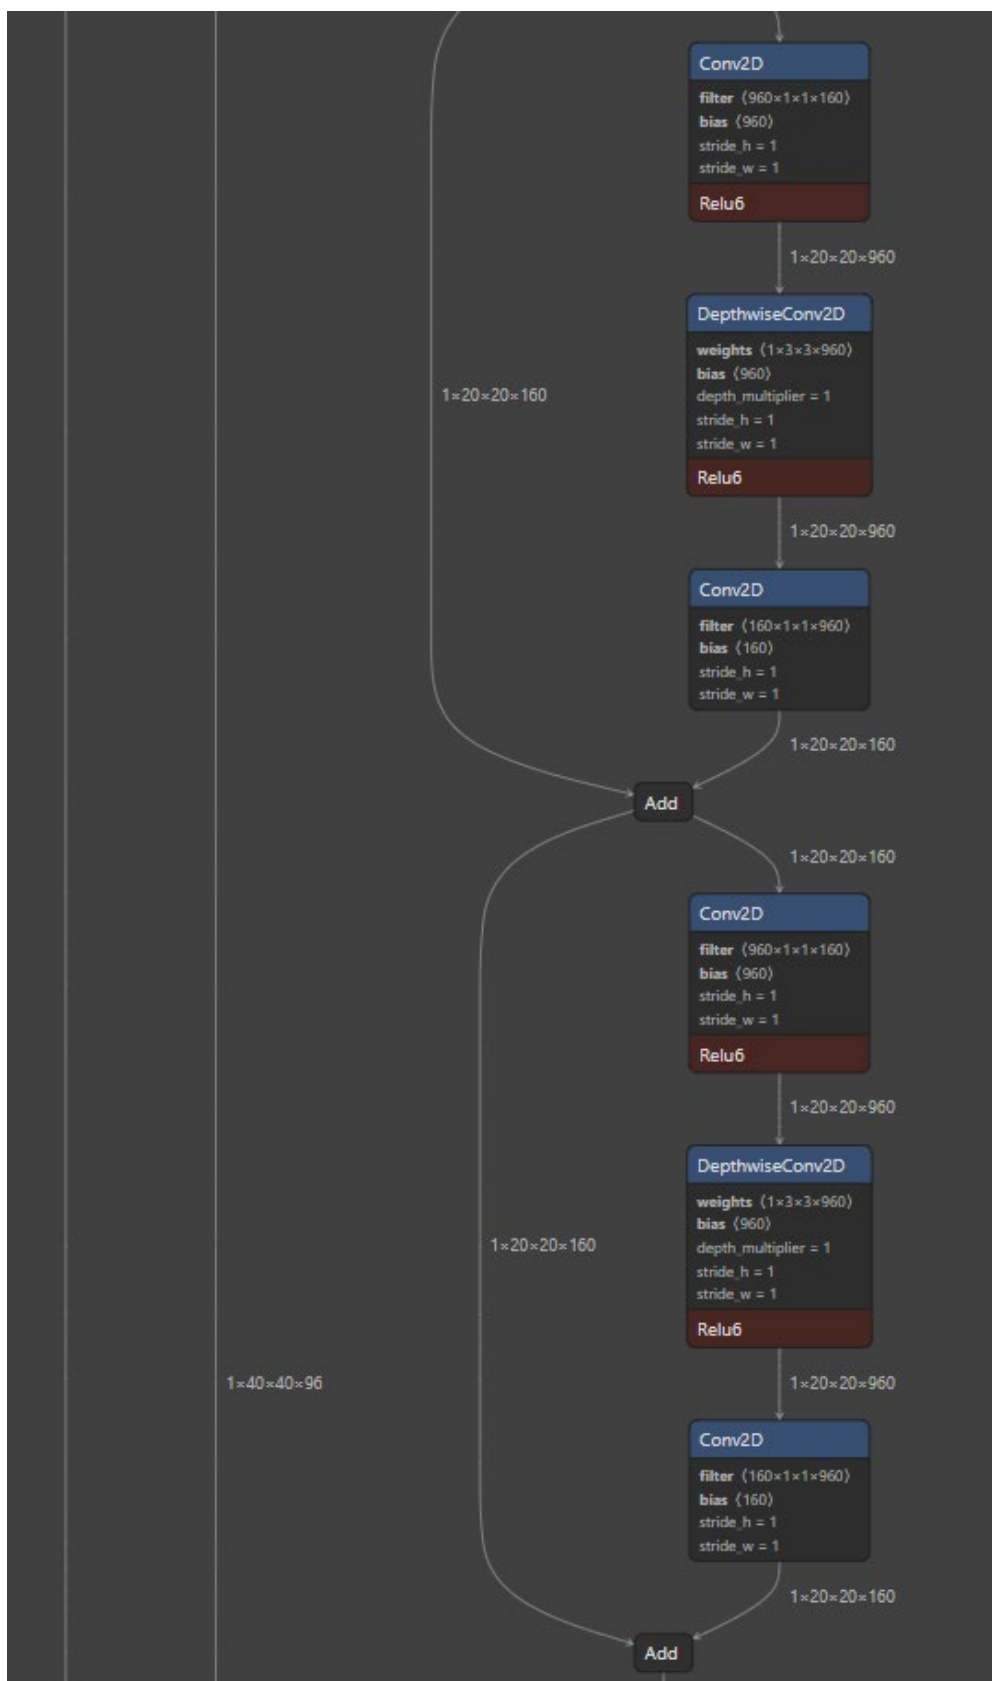 Conv2D
filter ⟨960×1×1×160⟩
bias ⟨960⟩
stride_h = 1
stride_w = 1
Relu6
1×20×20×960
DepthwiseConv2D
weights ⟨1×3×3×960⟩
bias ⟨960⟩
depth_multiplier = 1
stride_h = 1
stride_w = 1
Relu6
1×20×20×160
1×20×20×960
Conv2D
filter ⟨160×1×1×960⟩
bias ⟨160⟩
stride_h = 1
stride_w = 1
1×20×20×160
Add
1×20×20×160
Conv2D
filter ⟨960×1×1×160⟩
bias ⟨960⟩
stride_h = 1
stride_w = 1
Relu6
1×20×20×960
DepthwiseConv2D
weights ⟨1×3×3×960⟩
bias ⟨960⟩
depth_multiplier = 1
stride_h = 1
stride_w = 1
Relu6
1×20×20×160
1×40×40×96
1×20×20×960
Conv2D
filter ⟨160×1×1×960⟩
bias ⟨160⟩
stride_h = 1
stride_w = 1
1×20×20×160
Add